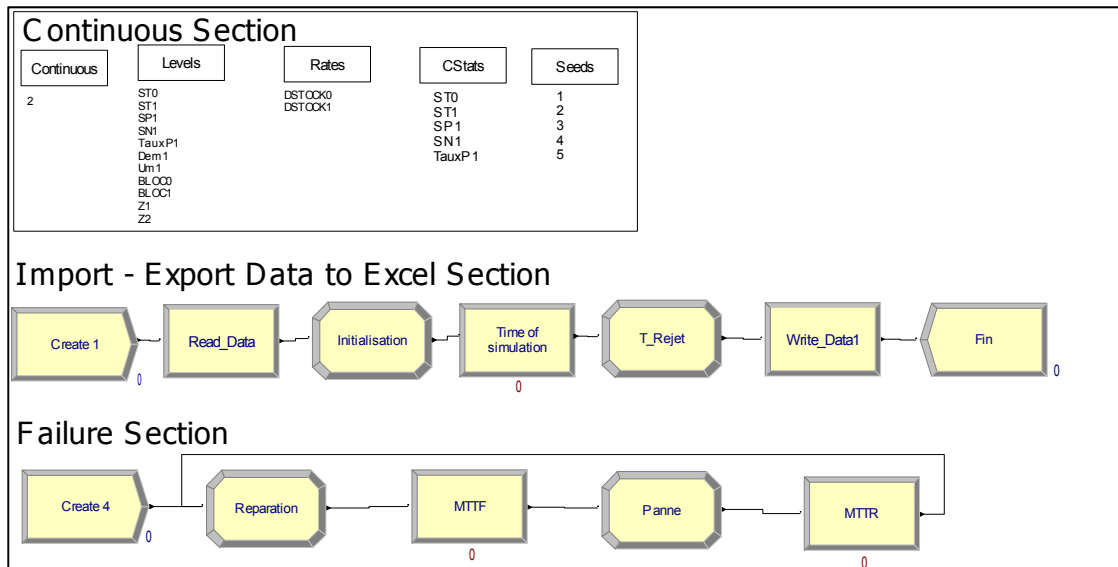 Continuous Section
Continuous
Levels
Rates
CStats
Seeds
2
ST0
ST1
SP1
SN1
TauxP1
Dem1
Um1
BLOC0
BLOC1
Z1
Z2
DSTOCK0
DSTOCK1
ST0
ST1
SP1
SN1
TauxP1
1
2
3
4
5
Import - Export Data to Excel Section
Create 1
0
Read_Data
Initialisation
Time of
simulation
0
T_Rejet
Write_Data1
Fin
0
Failure Section
Create 4
0
Reparation
MTTF
0
Panne
MTTR
0